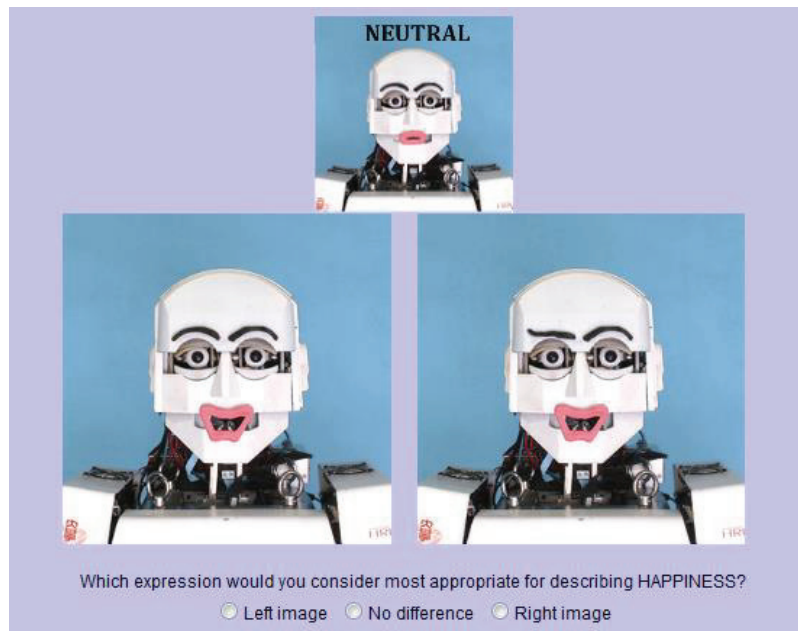 NEUTRAL
Which expression would you consider most appropriate for describing HAPPINESS?
Left image No difference Right image